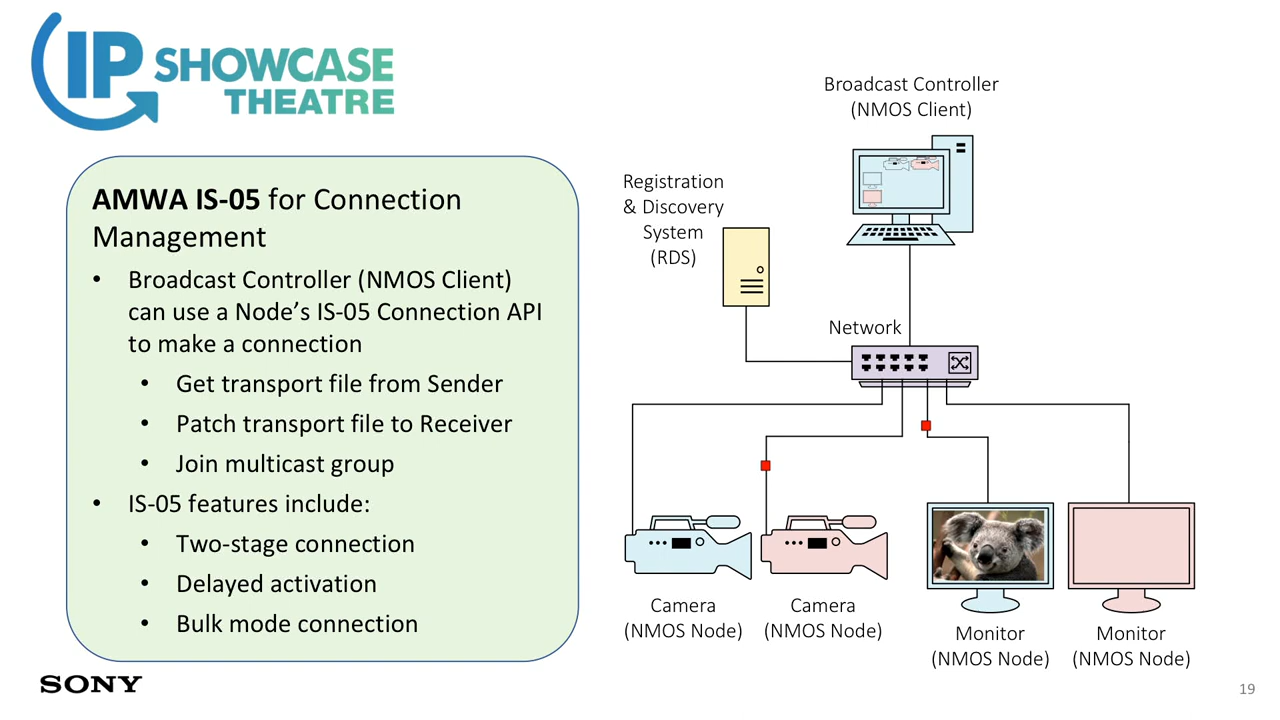 IP SHOWCASE
THEATRE
AMWA IS-05 for Connection
Management
• Broadcast Controller (NMOS Client)
can use a Node’s IS-05 Connection API
to make a connection
• Get transport file from Sender
• Patch transport file to Receiver
• Join multicast group
• IS-05 features include:
• Two-stage connection
• Delayed activation
• Bulk mode connection
Broadcast Controller
(NMOS Client)
Registration
& Discovery
System
(RDS)
Network
Camera
(NMOS Node)
Camera
(NMOS Node)
Monitor
(NMOS Node)
Monitor
(NMOS Node)
SONY
19